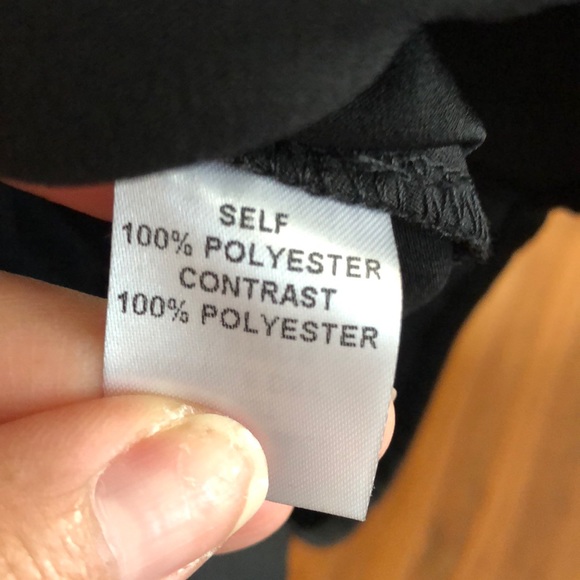 SELF
100% POLYESTER
CONTRAST
100% POLYESTER